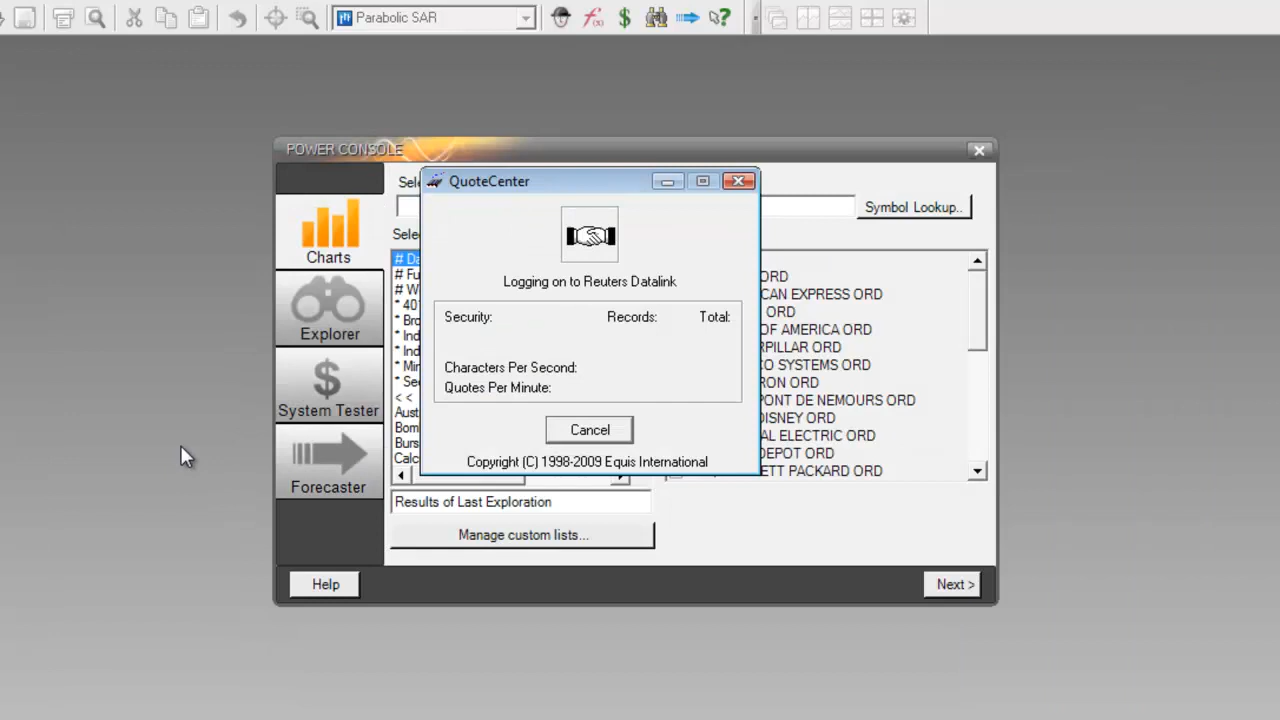 Parabolic SAR
POWER CONSOLE
QuoteCenter
Symbol Lookup..
Charts
Explorer
System Tester
Forecaster
Logging on to Reuters Datalink
Security: Records: Total:
Characters Per Second:
Quotes Per Minute:
Cancel
Copyright (C) 1998-2009 Equis International
ORD
CAN EXPRESS ORD
ORD
OF AMERICA ORD
RPILLAR ORD
CO SYSTEMS ORD
RON ORD
PONT DE NEMOURS ORD
DISNEY ORD
AL ELECTRIC ORD
DEPOT ORD
ETT PACKARD ORD
Results of Last Exploration
Manage custom lists...
Help
Next >